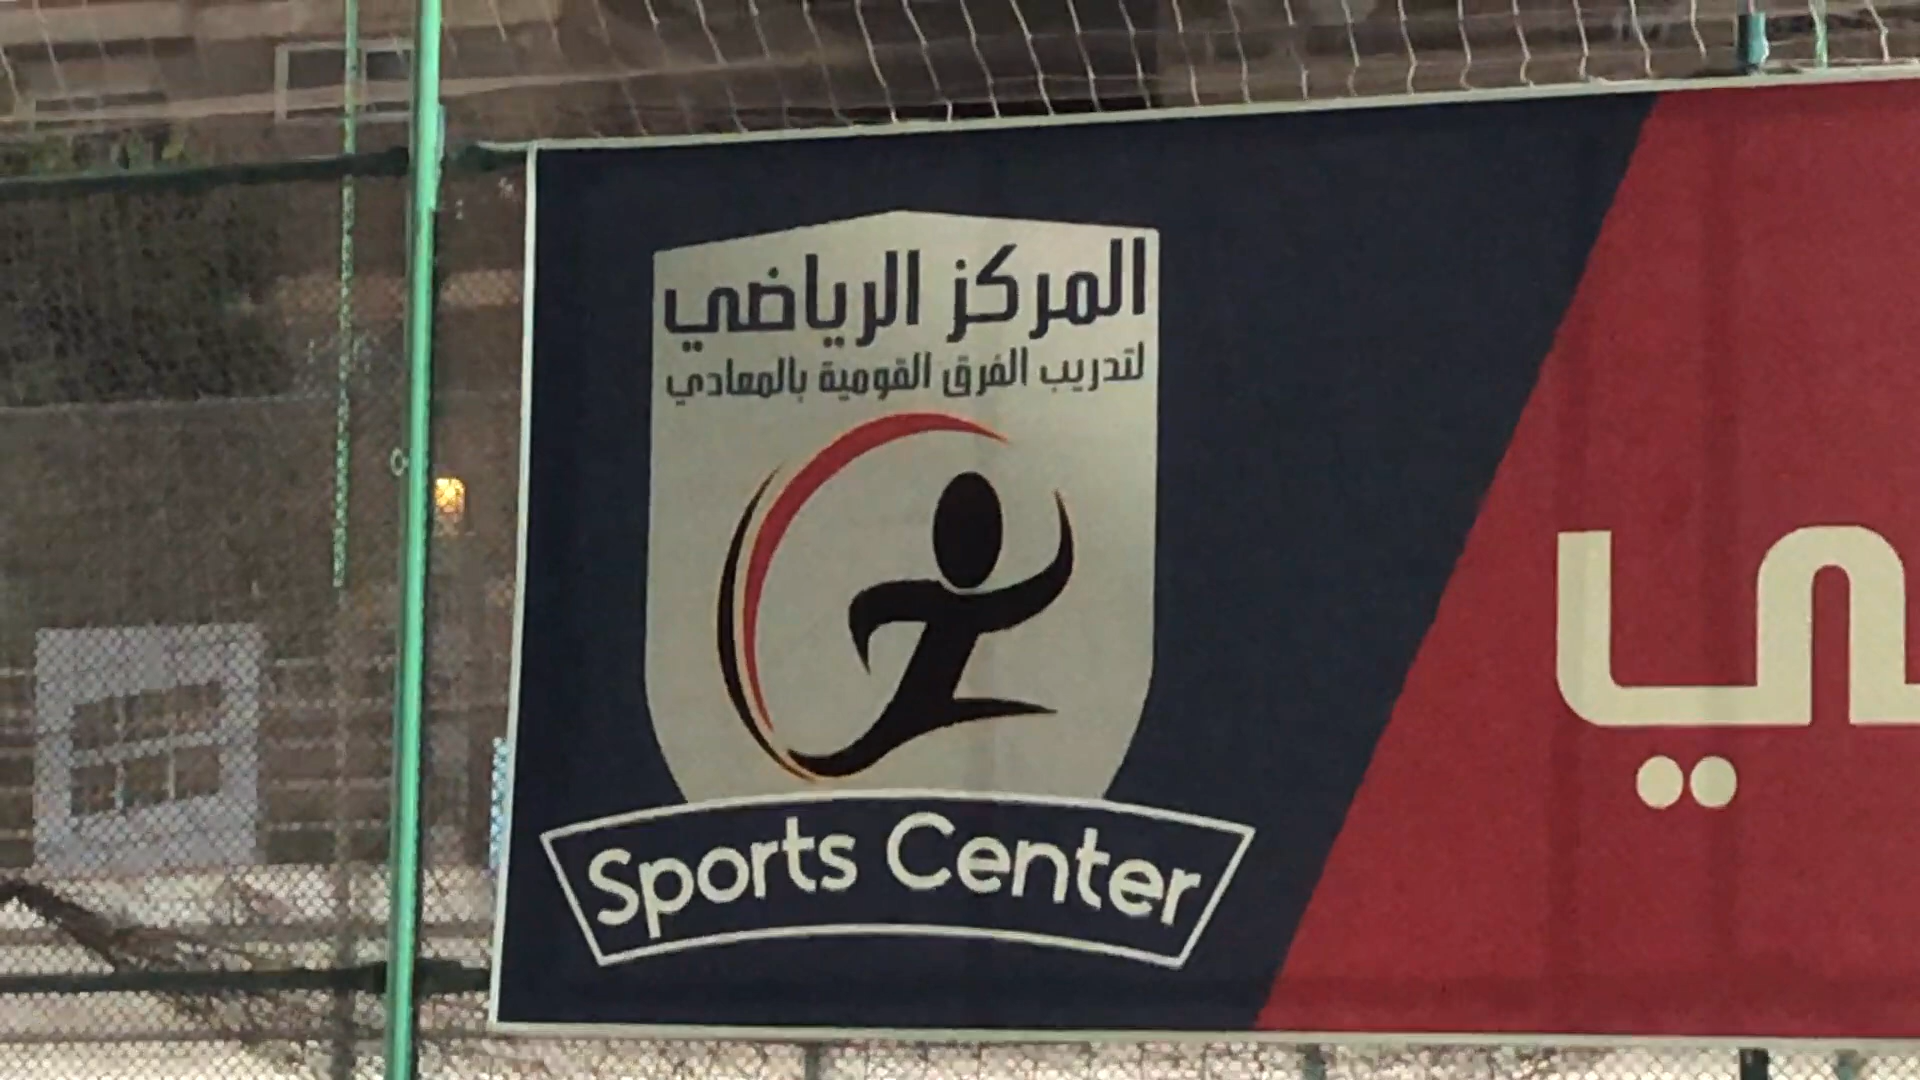 المركز الرياضي
لتدريب الفرق القومية بالمعادي
Sports Center